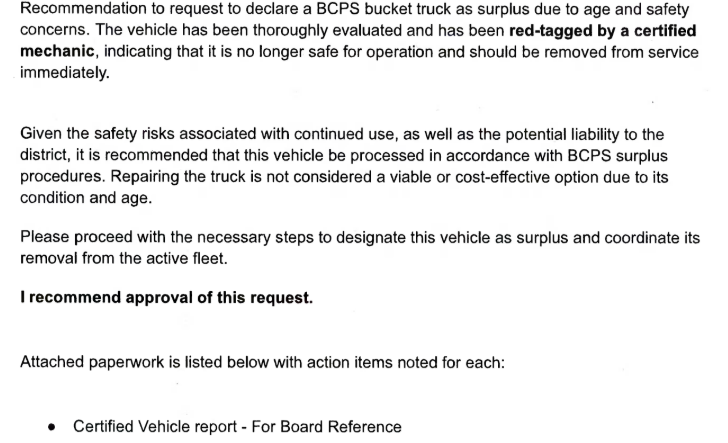 Recommendation to request to declare a BCPS bucket truck as surplus due to age and safety
concerns. The vehicle has been thoroughly evaluated and has been red-tagged by a certified
mechanic, indicating that it is no longer safe for operation and should be removed from service
immediately.
Given the safety risks associated with continued use, as well as the potential liability to the
district, it is recommended that this vehicle be processed in accordance with BCPS surplus
procedures. Repairing the truck is not considered a viable or cost-effective option due to its
condition and age.
Please proceed with the necessary steps to designate this vehicle as surplus and coordinate its
removal from the active fleet.
I recommend approval of this request.
Attached paperwork is listed below with action items noted for each:
• Certified Vehicle report - For Board Reference